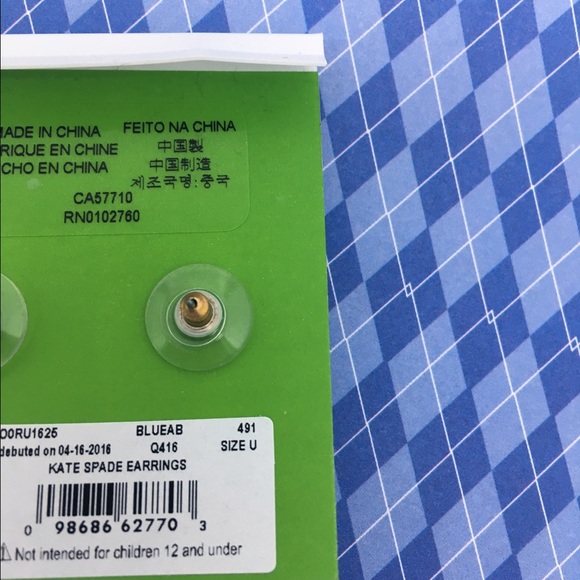 MADE IN CHINA FEITO NA CHINA
RIQUE EN CHINE 中国製
CHO EN CHINA 中国制造
제조국명:중국
CA57710
RN0102760
O0RU1625 BLUEAB 491
debuted on 04-16-2016 Q416 SIZE U
KATE SPADE EARRINGS
0 98686 62770 3
⚠ Not intended for children 12 and under